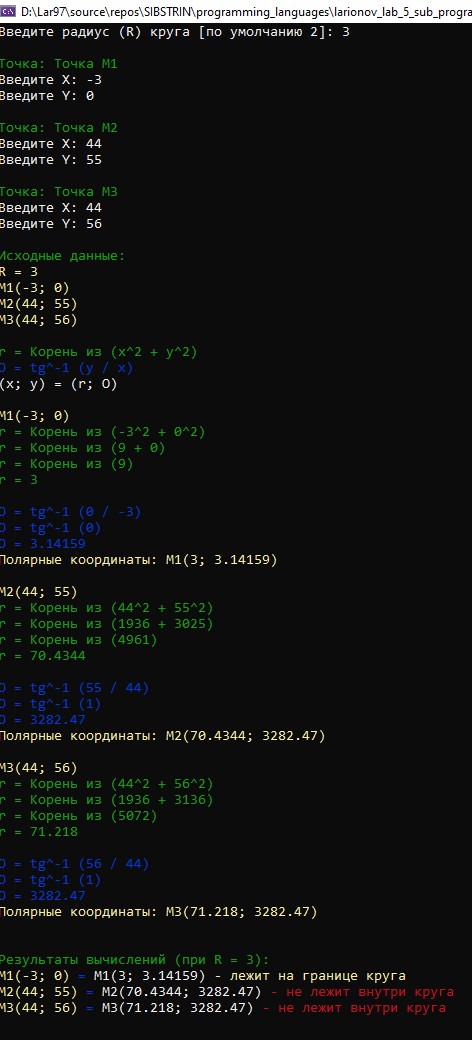 D:\Lar97\source\repos\SIBSTRIN\programming_languages\larionov_lab_5_sub_progra
Введите радиус (R) круга [по умолчанию 2]: 3
Точка: Точка M1
Введите X: -3
Введите Y: 0
Точка: Точка M2
Введите X: 44
Введите Y: 55
Точка: Точка M3
Введите X: 44
Введите Y: 56
Исходные данные:
R = 3
M1(-3; 0)
M2(44; 55)
M3(44; 56)
r = Корень из (x^2 + y^2)
O = tg^-1 (y / x)
(x; y) = (r; O)
M1(-3; 0)
r = Корень из (-3^2 + 0^2)
r = Корень из (9 + 0)
r = Корень из (9)
r = 3
O = tg^-1 (0 / -3)
O = tg^-1 (0)
O = 3.14159
Полярные координаты: M1(3; 3.14159)
M2(44; 55)
r = Корень из (44^2 + 55^2)
r = Корень из (1936 + 3025)
r = Корень из (4961)
r = 70.4344
O = tg^-1 (55 / 44)
O = tg^-1 (1)
O = 3282.47
Полярные координаты: M2(70.4344; 3282.47)
M3(44; 56)
r = Корень из (44^2 + 56^2)
r = Корень из (1936 + 3136)
r = Корень из (5072)
r = 71.218
O = tg^-1 (56 / 44)
O = tg^-1 (1)
O = 3282.47
Полярные координаты: M3(71.218; 3282.47)
Результаты вычислений (при R = 3):
M1(-3; 0) = M1(3; 3.14159) - лежит на границе круга
M2(44; 55) = M2(70.4344; 3282.47) - не лежит внутри круга
M3(44; 56) = M3(71.218; 3282.47) - не лежит внутри круга